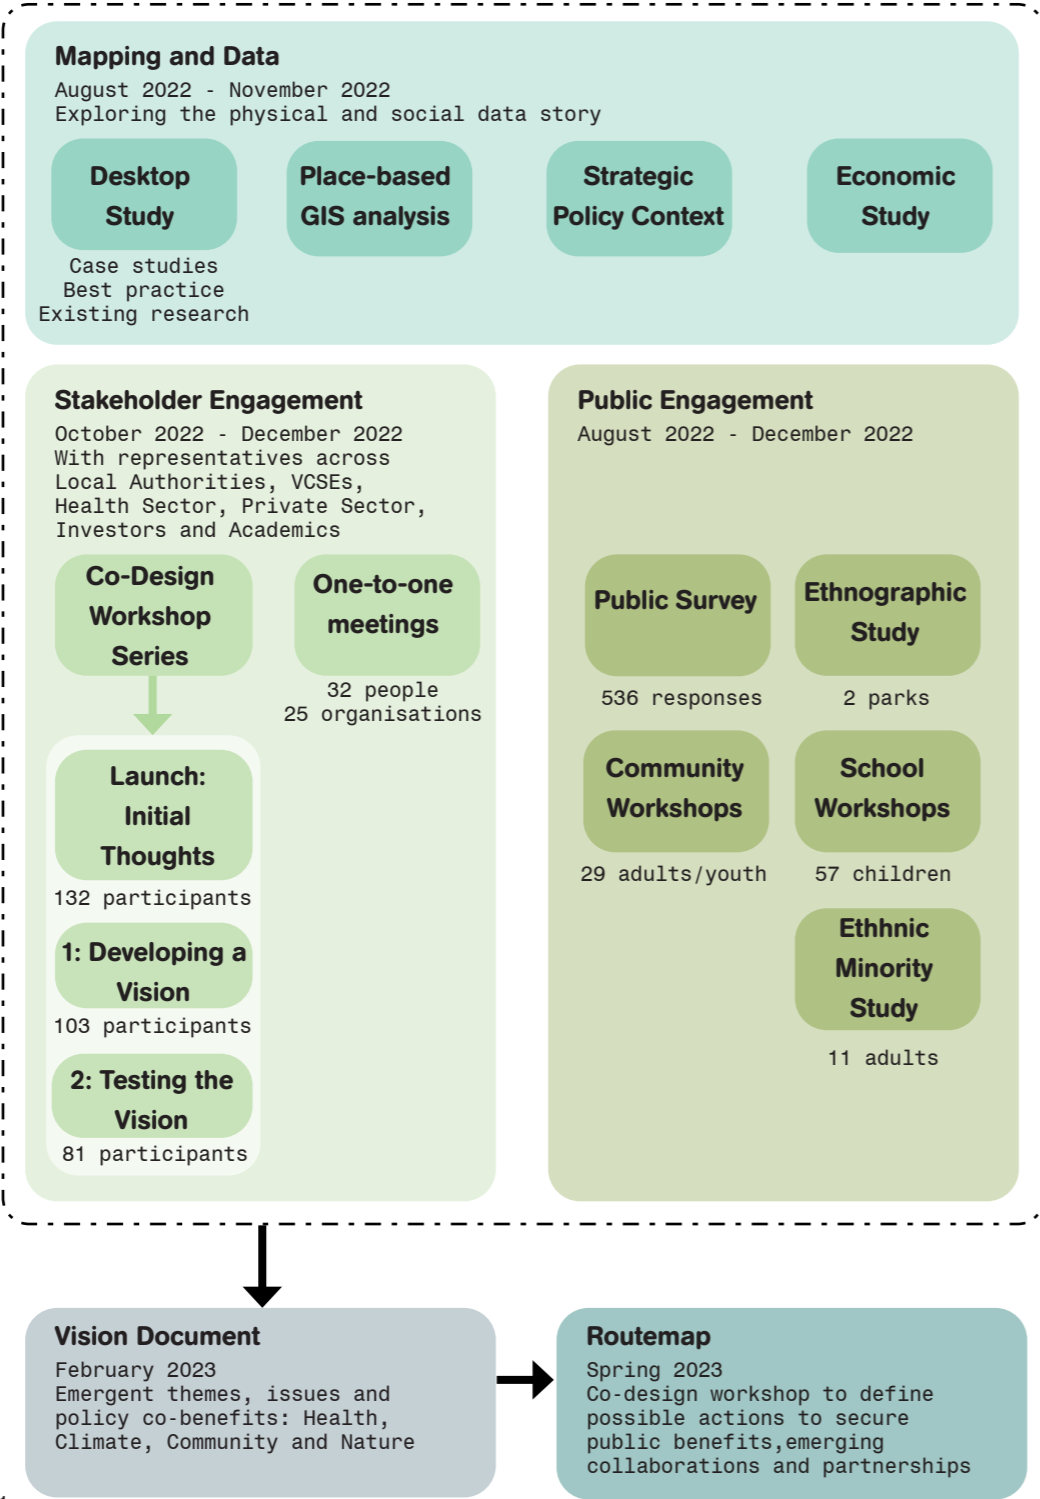 Mapping and Data
August 2022 - November 2022
Exploring the physical and social data story
Desktop
Study
Case studies
Best practice
Existing research
Place-based
GIS analysis
Strategic
Policy Context
Economic
Study
Stakeholder Engagement
October 2022 - December 2022
With representatives across
Local Authorities, VCSEs,
Health Sector, Private Sector,
Investors and Academics
Co-Design
Workshop
Series
One-to-one
meetings
32 people
25 organisations
Launch:
Initial
Thoughts
132 participants
1: Developing a
Vision
103 participants
2: Testing the
Vision
81 participants
Public Engagement
August 2022 - December 2022
Public Survey
536 responses
Ethnographic
Study
2 parks
Community
Workshops
29 adults/youth
School
Workshops
57 children
Ethhnic
Minority
Study
11 adults
Vision Document
February 2023
Emergent themes, issues and
policy co-benefits: Health,
Climate, Community and Nature
Routemap
Spring 2023
Co-design workshop to define
possible actions to secure
public benefits,emerging
collaborations and partnerships